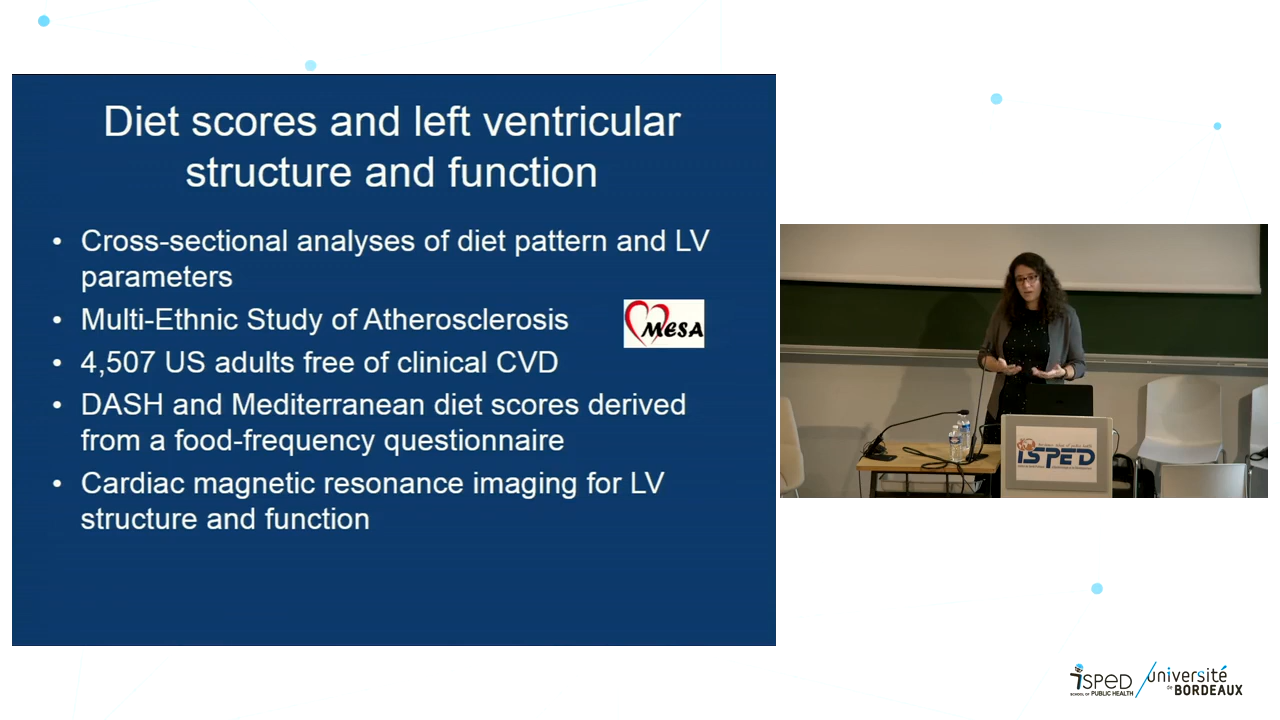 Diet scores and left ventricular
structure and function
• Cross-sectional analyses of diet pattern and LV
parameters
• Multi-Ethnic Study of Atherosclerosis
MESA
• 4,507 US adults free of clinical CVD
• DASH and Mediterranean diet scores derived
from a food-frequency questionnaire
• Cardiac magnetic resonance imaging for LV
structure and function
ISPED
ISPED
SCHOOL OF PUBLIC HEALTH
université
de BORDEAUX